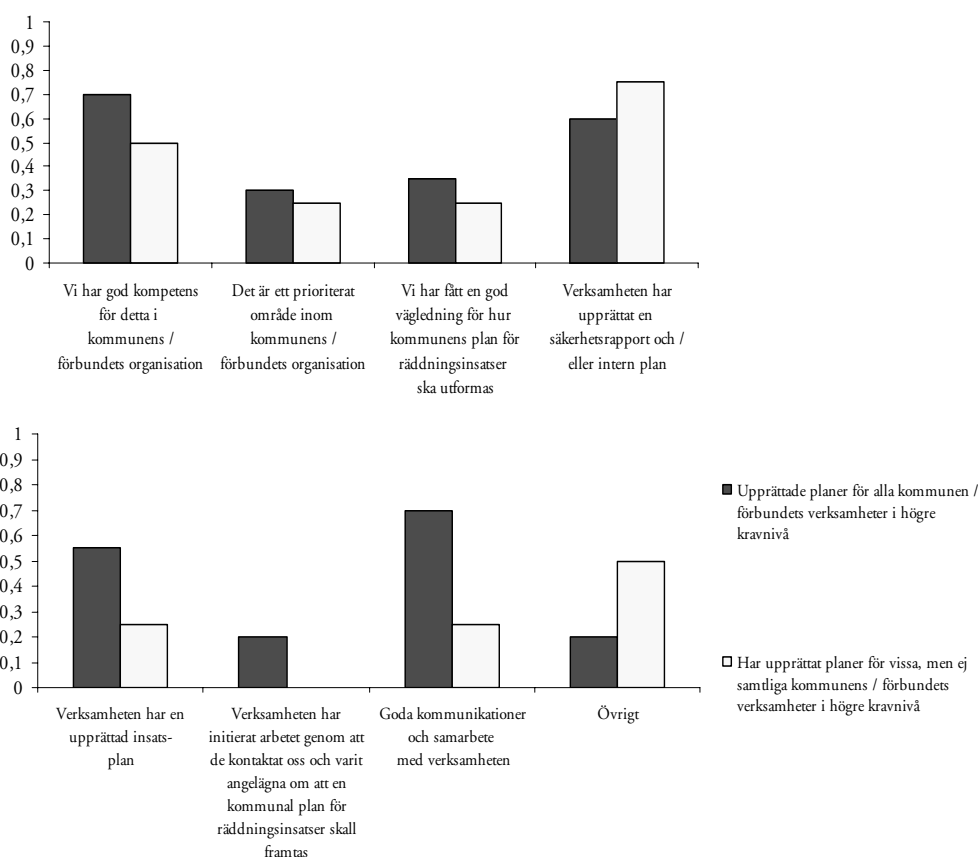 1
0,9
0,8
0,7
0,6
0,5
0,4
0,3
0,2
0,1
0
Vi har god kompetens
för detta i
kommunens /
förbundets organisation
Det är ett prioriterat
område inom
kommunens /
förbundets organisation
Vi har fått en god
vägledning för hur
kommunens plan för
räddningsinsatser
ska utformas
Verksamheten har
upprättat en
säkerhetsrapport och /
eller intern plan
1
0,9
0,8
0,7
0,6
0,5
0,4
0,3
0,2
0,1
0
Verksamheten har en
upprättad insats-
plan
Verksamheten har
initierat arbetet genom att
de kontaktat oss och varit
angelägna om att en
kommunal plan för
räddningsinsatser skall
framtas
Goda kommunikationer
och samarbete
med verksamheten
Övrigt
Upprättade planer för alla kommunen /
förbundets verksamheter i högre
kravnivå
Har upprättat planer för vissa, men ej
samtliga kommunens / förbundets
verksamheter i högre kravnivå